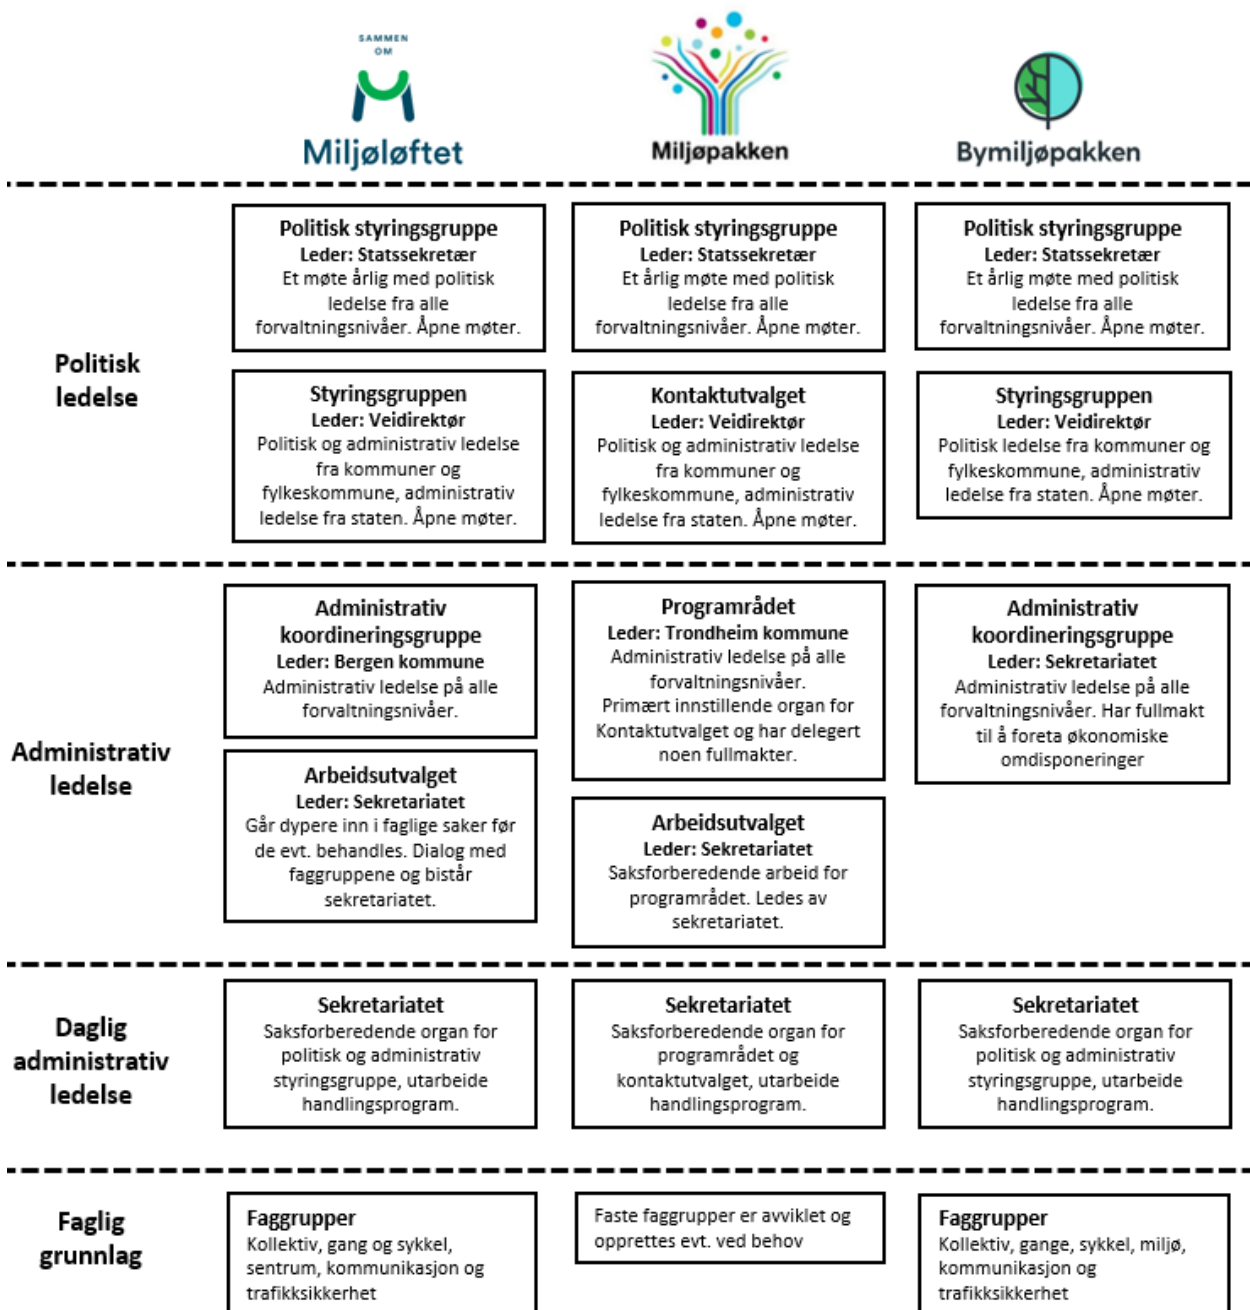 SAMMEN
OM
Miljøløftet
Miljøpakken
Bymiljøpakken
Politisk
ledelse
Politisk styringsgruppe
Leder: Statssekretær
Et møte årlig med politisk
ledelse fra alle
forvaltningsnivåer. Åpne møter.
Politisk styringsgruppe
Leder: Statssekretær
Et årlig møte med politisk
ledelse fra alle
forvaltningsnivåer. Åpne møter.
Politisk styringsgruppe
Leder: Statssekretær
Et årlig møte med politisk
ledelse fra alle
forvaltningsnivåer. Åpne møter.
Styringsgruppen
Leder: Veidirektør
Politisk og administrativ ledelse
fra kommuner og
fylkeskommune, administrativ
ledelse fra staten. Åpne møter.
Kontaktutvalget
Leder: Veidirektør
Politisk og administrativ ledelse
fra kommuner og
fylkeskommune, administrativ
ledelse fra staten. Åpne møter.
Styringsgruppen
Leder: Veidirektør
Politisk ledelse fra kommuner og
fylkeskommune, administrativ
ledelse fra staten. Åpne møter.
Administrativ
ledelse
Administrativ
koordineringsgruppe
Leder: Bergen kommune
Administrativ ledelse på alle
forvaltningsnivåer.
Programrådet
Leder: Trondheim kommune
Administrativ ledelse på alle
forvaltningsnivåer.
Primært innstillende organ for
Kontaktutvalget og har delegert
noen fullmakter.
Administrativ
koordineringsgruppe
Leder: Sekretariatet
Administrativ ledelse på alle
forvaltningsnivåer. Har fullmakt
til å foreta økonomiske
omdisponeringer
Arbeidsutvalget
Leder: Sekretariatet
Går dypere inn i faglige saker før
de evt. behandles. Dialog med
faggruppene og bistår
sekretariatet.
Arbeidsutvalget
Leder: Sekretariatet
Saksforberedende arbeid for
programrådet. Ledes av
sekretariatet.
Daglig
administrativ
ledelse
Sekretariatet
Saksforberedende organ for
politisk og administrativ
styringsgruppe, utarbeide
handlingsprogram.
Sekretariatet
Saksforberedende organ for
programrådet og
kontaktutvalget, utarbeide
handlingsprogram.
Sekretariatet
Saksforberedende organ for
politisk og administrativ
styringsgruppe, utarbeide
handlingsprogram.
Faglig
grunnlag
Faggrupper
Kollektiv, gang og sykkel,
sentrum, kommunikasjon og
trafikksikkerhet
Faste faggrupper er avviklet og
opprettes evt. ved behov
Faggrupper
Kollektiv, gange, sykkel, miljø,
kommunikasjon og
trafikksikkerhet